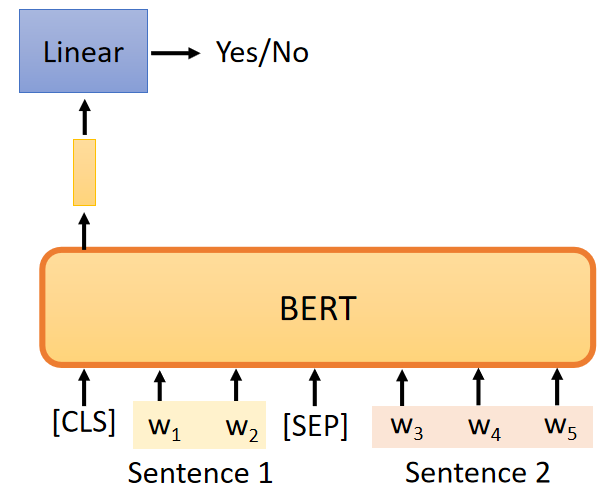 Linear Yes/No
BERT
[CLS] w1 w2 [SEP] w3 w4 w5
Sentence 1 Sentence 2